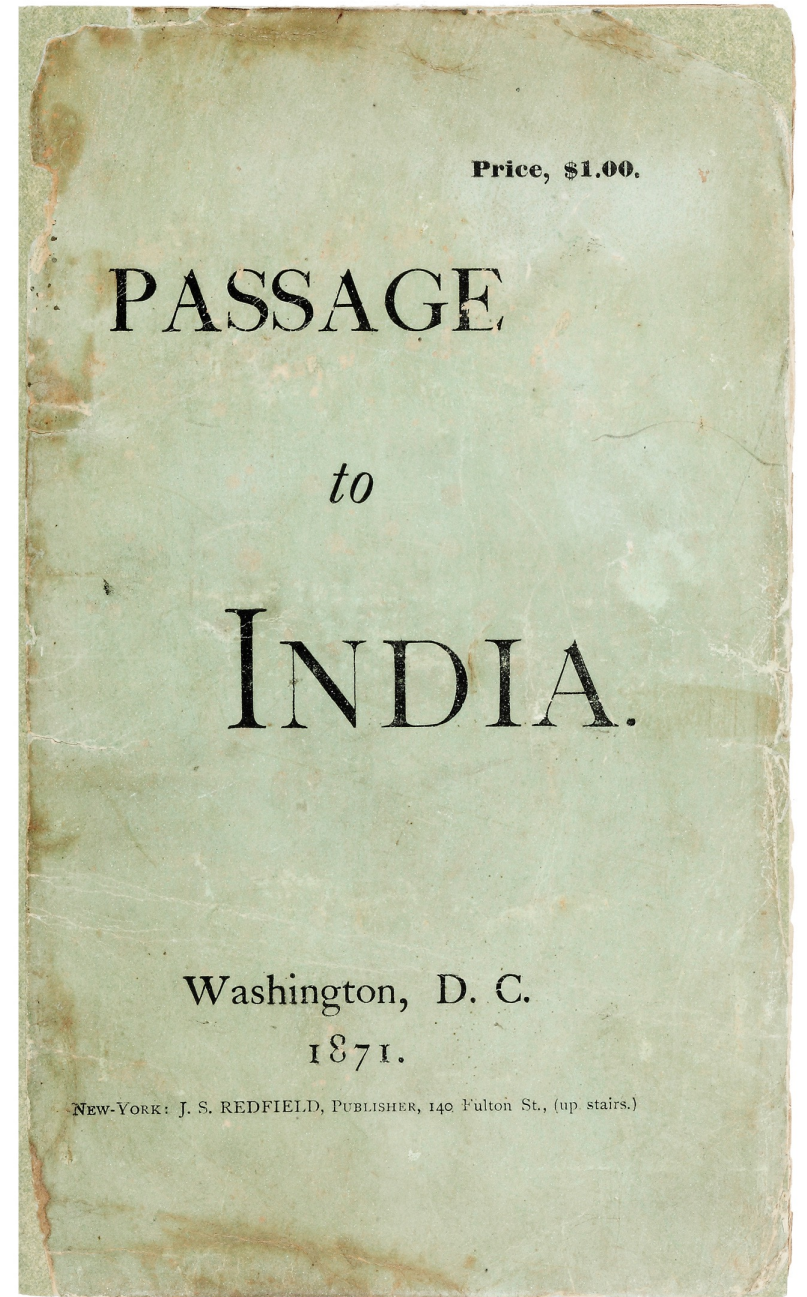 Price, $1.00.
PASSAGE
to
INDIA.
Washington, D. C.
1871.
NEW-YORK: J. S. REDFIELD, PUBLISHER, 140 Fulton St., (up stairs.)